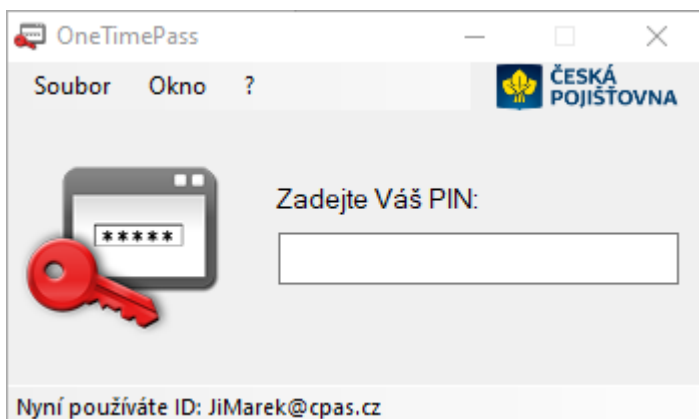 OneTimePass
Soubor Okno ?
ČESKÁ
POJIŠŤOVNA
Zadejte Váš PIN:
*****
Nyní používáte ID: JiMarek@cpas.cz